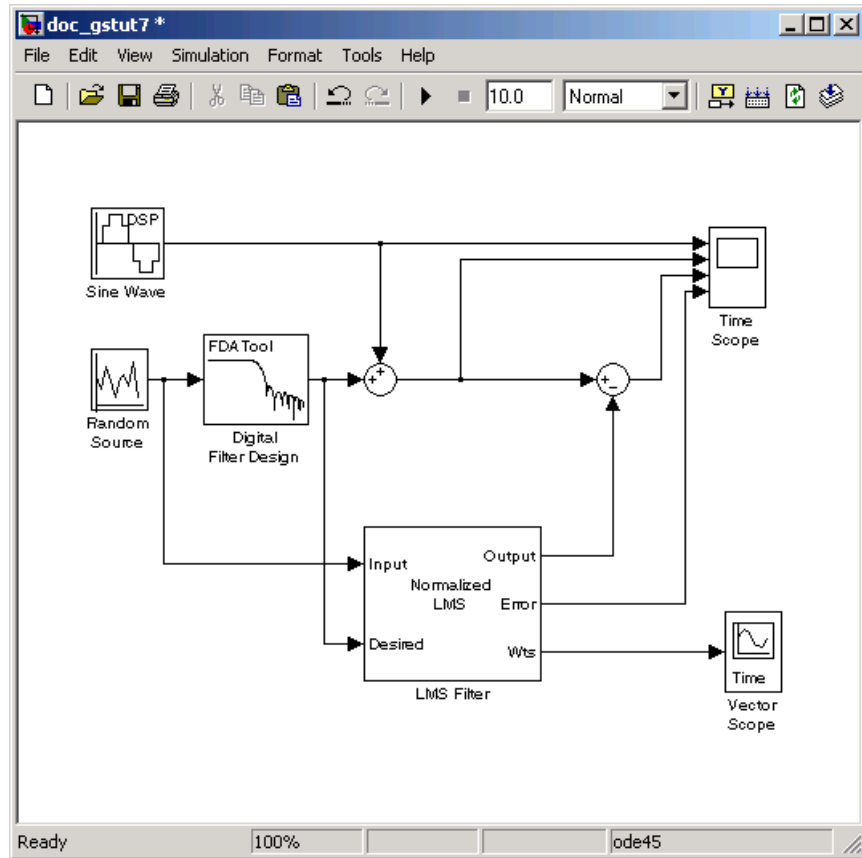 doc_gstut7 *
File Edit View Simulation Format Tools Help
10.0 Normal
DSP
Sine Wave
Time
Scope
FDATool
Random
Source
Digital
Filter Design
+ +
+ −
Input
Output
Normalized
LMS
Error
Desired
Wts
LMS Filter
Time
Vector
Scope
Ready 100% ode45